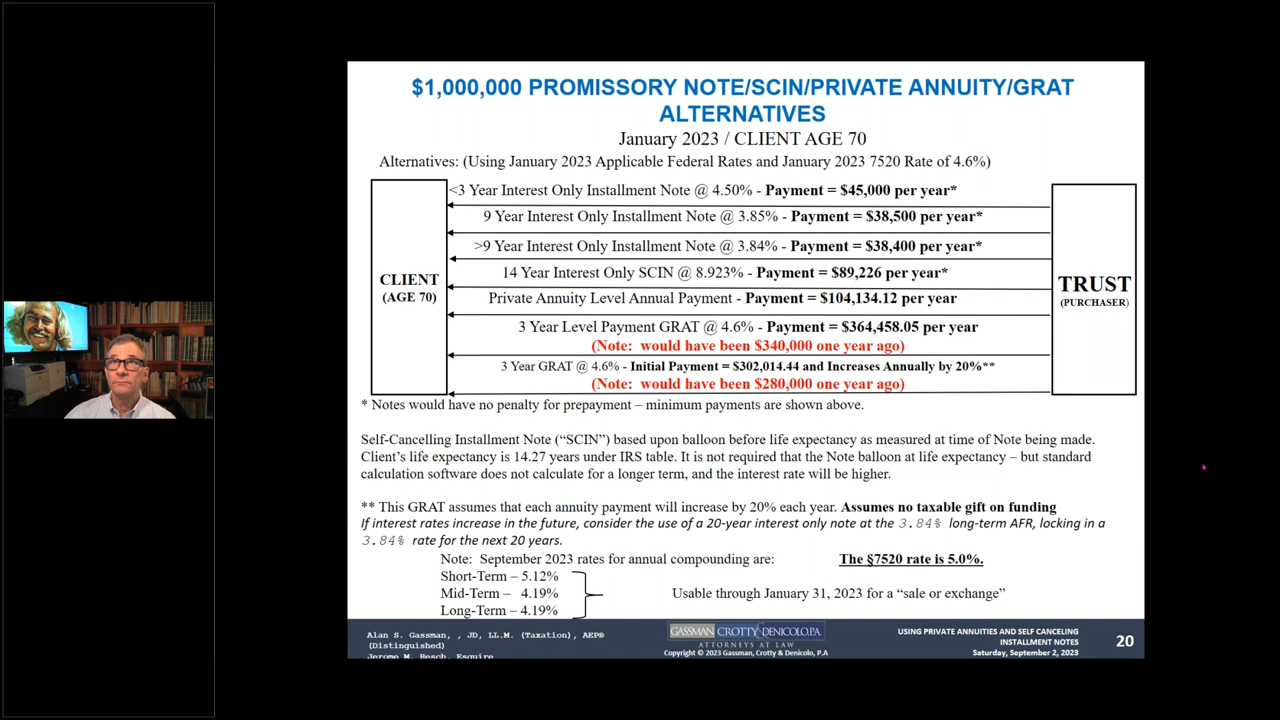 $1,000,000 PROMISSORY NOTE/SCIN/PRIVATE ANNUITY/GRAT
ALTERNATIVES
January 2023 / CLIENT AGE 70
Alternatives: (Using January 2023 Applicable Federal Rates and January 2023 7520 Rate of 4.6%)
<3 Year Interest Only Installment Note @ 4.50% - Payment = $45,000 per year*
9 Year Interest Only Installment Note @ 3.85% - Payment = $38,500 per year*
>9 Year Interest Only Installment Note @ 3.84% - Payment = $38,400 per year*
14 Year Interest Only SCIN @ 8.923% - Payment = $89,226 per year*
Private Annuity Level Annual Payment - Payment = $104,134.12 per year
3 Year Level Payment GRAT @ 4.6% - Payment = $364,458.05 per year
(Note: would have been $340,000 one year ago)
3 Year GRAT @ 4.6% - Initial Payment = $302,014.44 and Increases Annually by 20%**
(Note: would have been $280,000 one year ago)
CLIENT
(AGE 70)
TRUST
(PURCHASER)
* Notes would have no penalty for prepayment – minimum payments are shown above.
Self-Cancelling Installment Note (“SCIN”) based upon balloon before life expectancy as measured at time of Note being made.
Client’s life expectancy is 14.27 years under IRS table. It is not required that the Note balloon at life expectancy – but standard
calculation software does not calculate for a longer term, and the interest rate will be higher.
** This GRAT assumes that each annuity payment will increase by 20% each year. Assumes no taxable gift on funding
If interest rates increase in the future, consider the use of a 20-year interest only note at the 3.84% long-term AFR, locking in a
3.84% rate for the next 20 years.
Note: September 2023 rates for annual compounding are: The §7520 rate is 5.0%.
Short-Term – 5.12%
Mid-Term – 4.19%
Long-Term – 4.19%
Usable through January 31, 2023 for a “sale or exchange”
Alan S. Gassman, , JD, LL.M. (Taxation), AEP®
(Distinguished)
Jerome M. Hesch, Esquire
GASSMAN CROTTY & DENICOLO, P.A.
ATTORNEYS AT LAW
Copyright © 2023 Gassman, Crotty & Denicolo, P.A
USING PRIVATE ANNUITIES AND SELF CANCELING
INSTALLMENT NOTES
Saturday, September 2, 2023
20